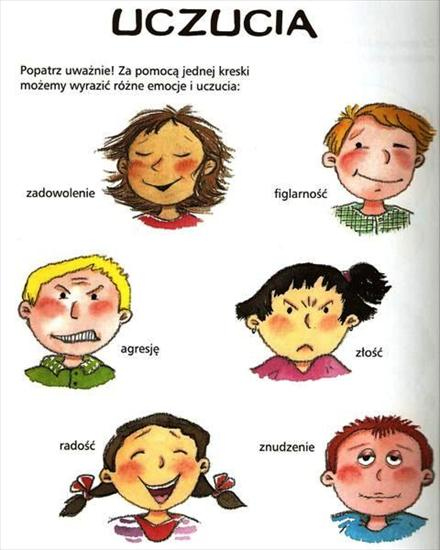 UCZUCIA
Popatrz uważnie! Za pomocą jednej kreski
możemy wyrazić różne emocje i uczucia:
zadowolenie
figlarność
agresję
złość
radość
znudzenie